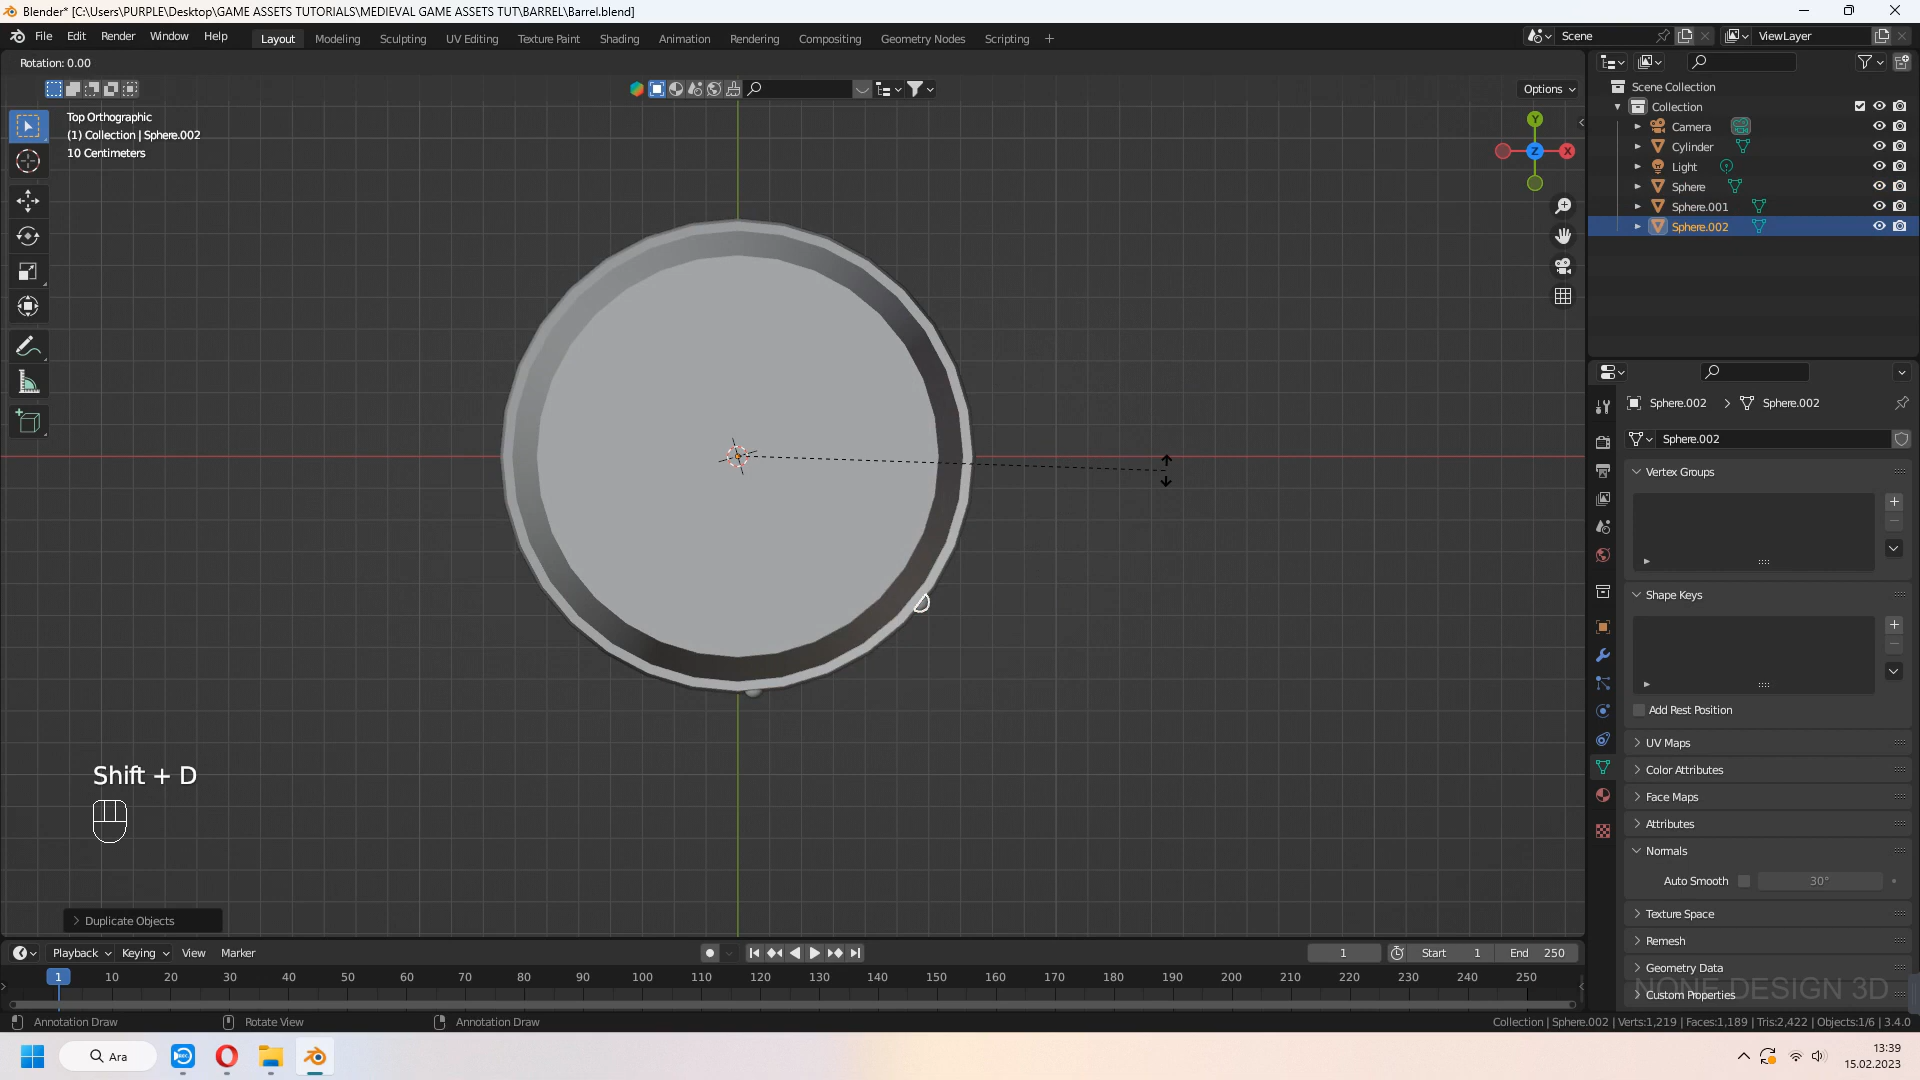 Blender* [C:\Users\PURPLE\Desktop\GAME ASSETS TUTORIALS\MEDIEVAL GAME ASSETS TUT\BARREL\Barrel.blend]
File Edit Render Window Help Layout Modeling Sculpting UV Editing Texture Paint Shading Animation Rendering Compositing Geometry Nodes Scripting + Scene ViewLayer
Rotation: 0.00
Options
Top Orthographic
(1) Collection | Sphere.002
10 Centimeters
Y
X
Z
Scene Collection
Collection
Camera
Cylinder
Light
Sphere
Sphere.001
Sphere.002
Sphere.002 > Sphere.002
Sphere.002
Vertex Groups
Shape Keys
Add Rest Position
UV Maps
Color Attributes
Face Maps
Attributes
Normals
Auto Smooth 30°
Texture Space
Remesh
Geometry Data
Custom Properties
NONE DESIGN 3D
Shift + D
Duplicate Objects
Playback Keying View Marker 1 Start 1 End 250
1 10 20 30 40 50 60 70 80 90 100 110 120 130 140 150 160 170 180 190 200 210 220 230 240 250
Annotation Draw Rotate View Annotation Draw Collection | Sphere.002 | Verts:1,219 | Faces:1,189 | Tris:2,422 | Objects:1/6 | 3.4.0
Ara
13:39
15.02.2023